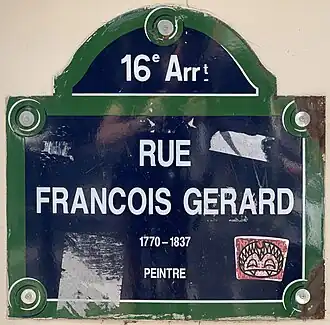 16e Arrt
RUE
FRANCOIS GERARD
1770-1837
PEINTRE